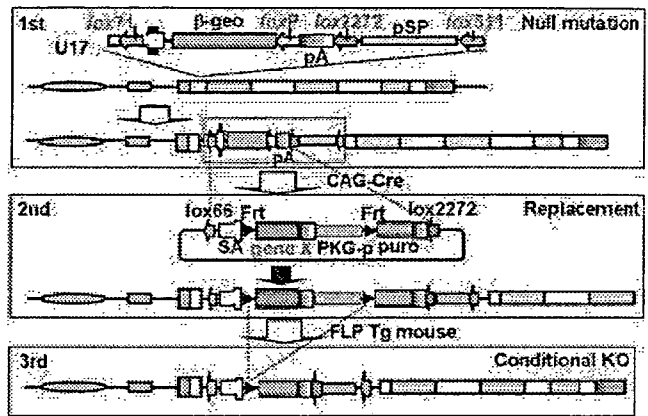 1st lox71 β-geo loxP lox2272 pSP lox511 Null mutation
U17
pA
pA
CAG-Cre
2nd lox66 Frt Frt lox2272 Replacement
SA gene X PKG-p puro
FLP Tg mouse
3rd Conditional KO